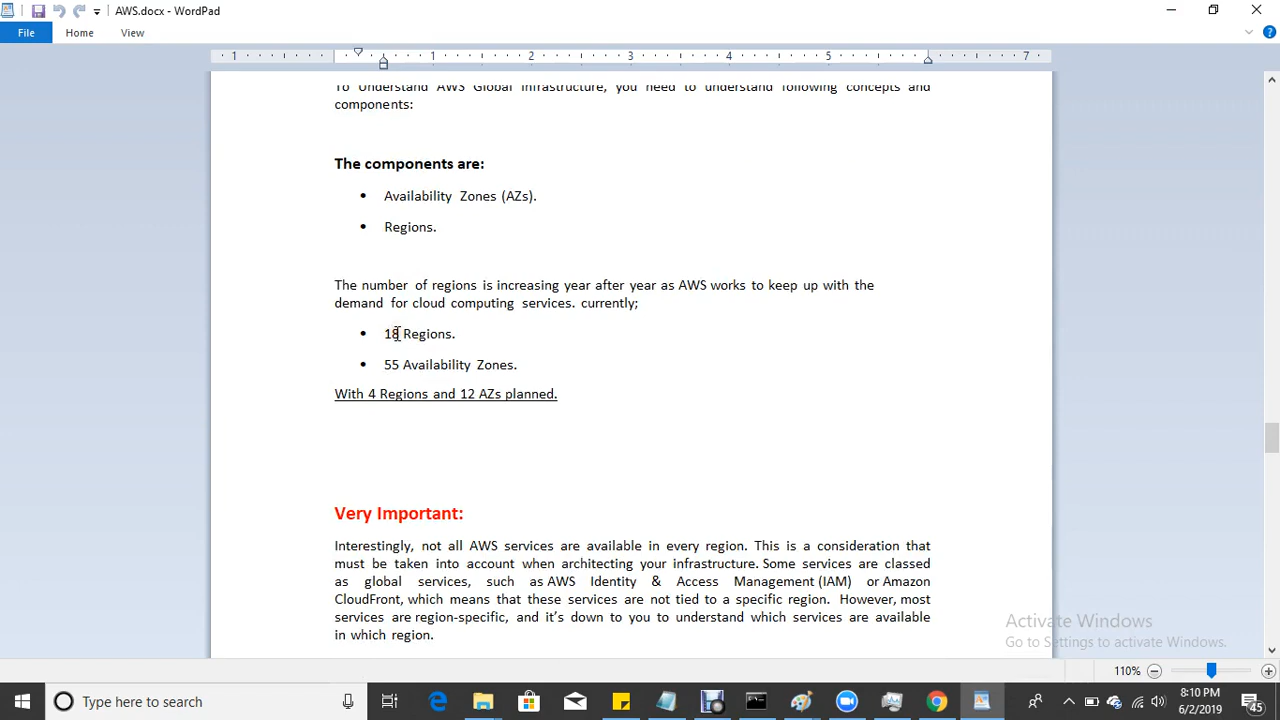 AWS.docx - WordPad
File Home View
1 1 2 3 4 5 7
To Understand AWS Global Infrastructure, you need to understand following concepts and
components:
The components are:
• Availability Zones (AZs).
• Regions.
The number of regions is increasing year after year as AWS works to keep up with the
demand for cloud computing services. currently;
• 18 Regions.
• 55 Availability Zones.
With 4 Regions and 12 AZs planned.
Very Important:
Interestingly, not all AWS services are available in every region. This is a consideration that
must be taken into account when architecting your infrastructure. Some services are classed
as global services, such as AWS Identity & Access Management (IAM) or Amazon
CloudFront, which means that these services are not tied to a specific region. However, most
services are region-specific, and it's down to you to understand which services are available
in which region.
Activate Windows
Go to Settings to activate Windows.
110%
Type here to search
8:10 PM
6/2/2019
45